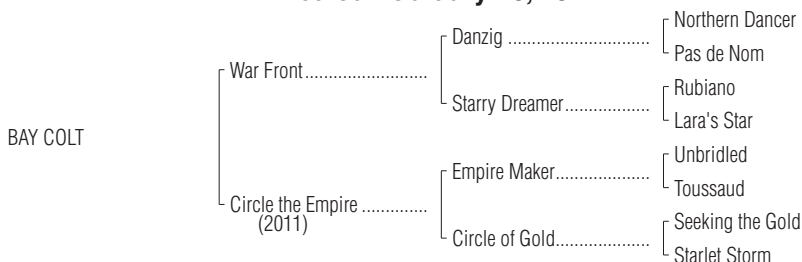 Northern Dancer
Danzig ..............................
Pas de Nom
War Front..........................
Rubiano
Starry Dreamer..................
Lara's Star
BAY COLT
Unbridled
Empire Maker....................
Toussaud
Circle the Empire ..............
(2011)
Seeking the Gold
Circle of Gold....................
Starlet Storm